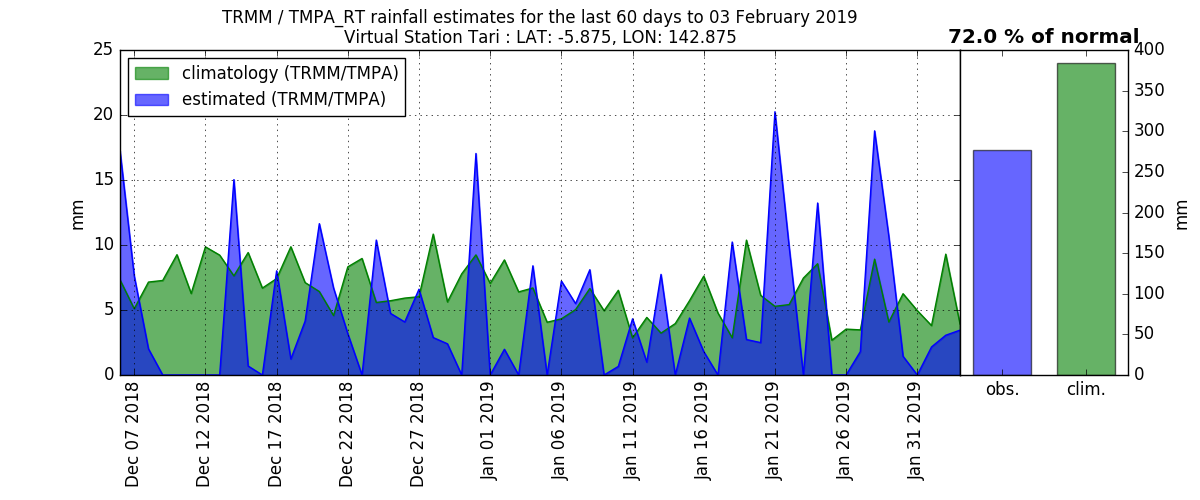 TRMM / TMPA_RT rainfall estimates for the last 60 days to 03 February 2019
Virtual Station Tari : LAT: -5.875, LON: 142.875
72.0 % of normal
climatology (TRMM/TMPA)
estimated (TRMM/TMPA)
25
20
15
10
5
0
mm
Dec 07 2018
Dec 12 2018
Dec 17 2018
Dec 22 2018
Dec 27 2018
Jan 01 2019
Jan 06 2019
Jan 11 2019
Jan 16 2019
Jan 21 2019
Jan 26 2019
Jan 31 2019
obs.
clim.
400
350
300
250
200
150
100
50
0
mm